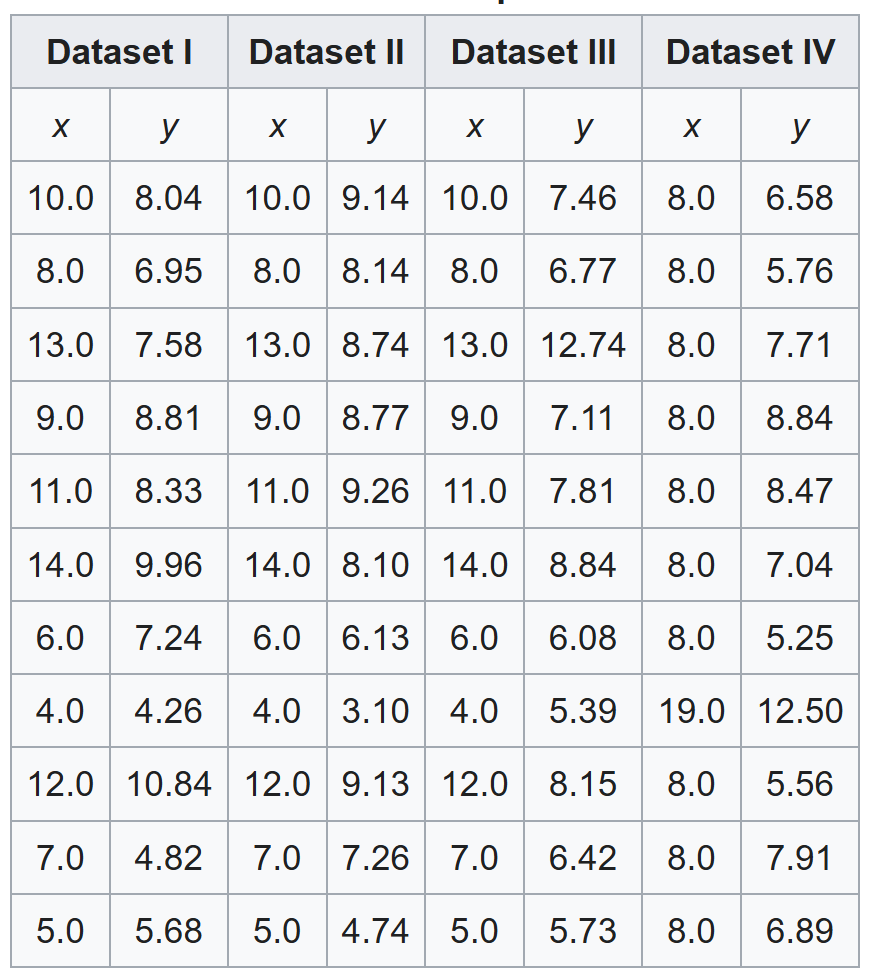 Dataset I Dataset II Dataset III Dataset IV
x y x y x y x y
10.0 8.04 10.0 9.14 10.0 7.46 8.0 6.58
8.0 6.95 8.0 8.14 8.0 6.77 8.0 5.76
13.0 7.58 13.0 8.74 13.0 12.74 8.0 7.71
9.0 8.81 9.0 8.77 9.0 7.11 8.0 8.84
11.0 8.33 11.0 9.26 11.0 7.81 8.0 8.47
14.0 9.96 14.0 8.10 14.0 8.84 8.0 7.04
6.0 7.24 6.0 6.13 6.0 6.08 8.0 5.25
4.0 4.26 4.0 3.10 4.0 5.39 19.0 12.50
12.0 10.84 12.0 9.13 12.0 8.15 8.0 5.56
7.0 4.82 7.0 7.26 7.0 6.42 8.0 7.91
5.0 5.68 5.0 4.74 5.0 5.73 8.0 6.89